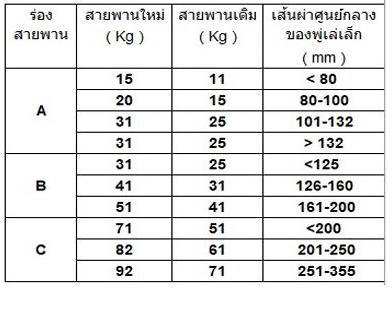 ร่อง สายพานใหม่ สายพานเดิม เส้นผ่าศูนย์กลาง
สายพาน ( Kg ) ( Kg ) ของพู่เล่เล็ก
( mm )
A
15 11 < 80
20 15 80-100
31 25 101-132
31 25 > 132
B
31 25 <125
41 31 126-160
51 41 161-200
C
71 51 <200
82 61 201-250
92 71 251-355